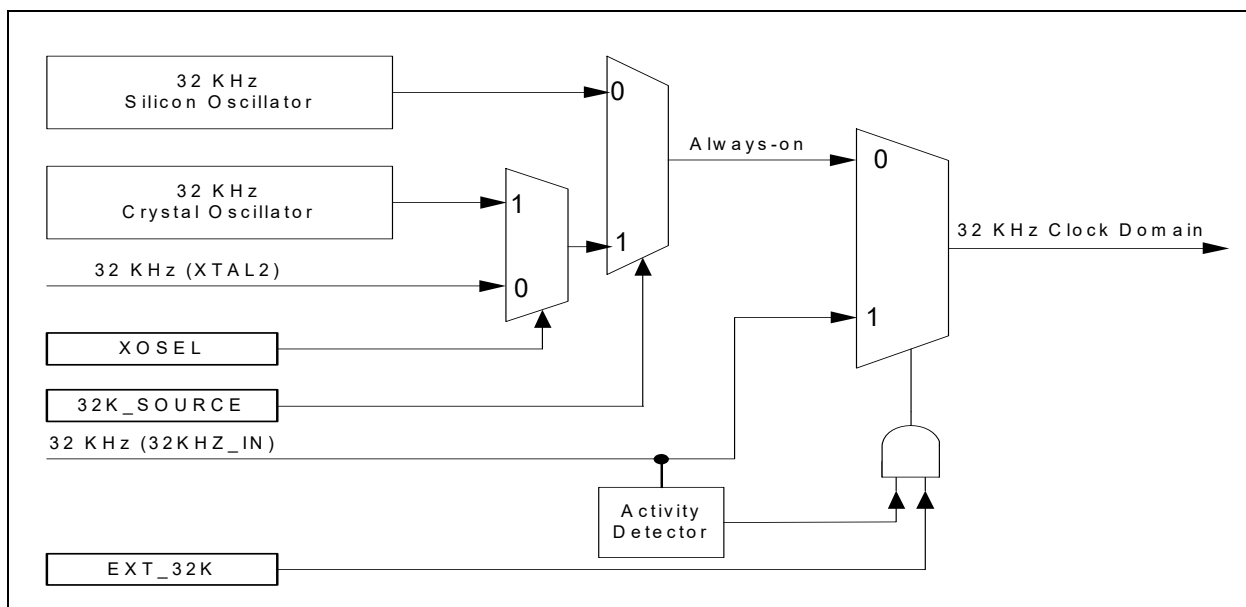 32 KHz
Silicon Oscillator
0
Always-on
0
32 KHz
Crystal Oscillator
1
32 KHz Clock Domain
1
32 KHz (XTAL2)
0
1
XOSEL
32K_SOURCE
32 KHz (32KHZ_IN)
Activity
Detector
EXT_32K